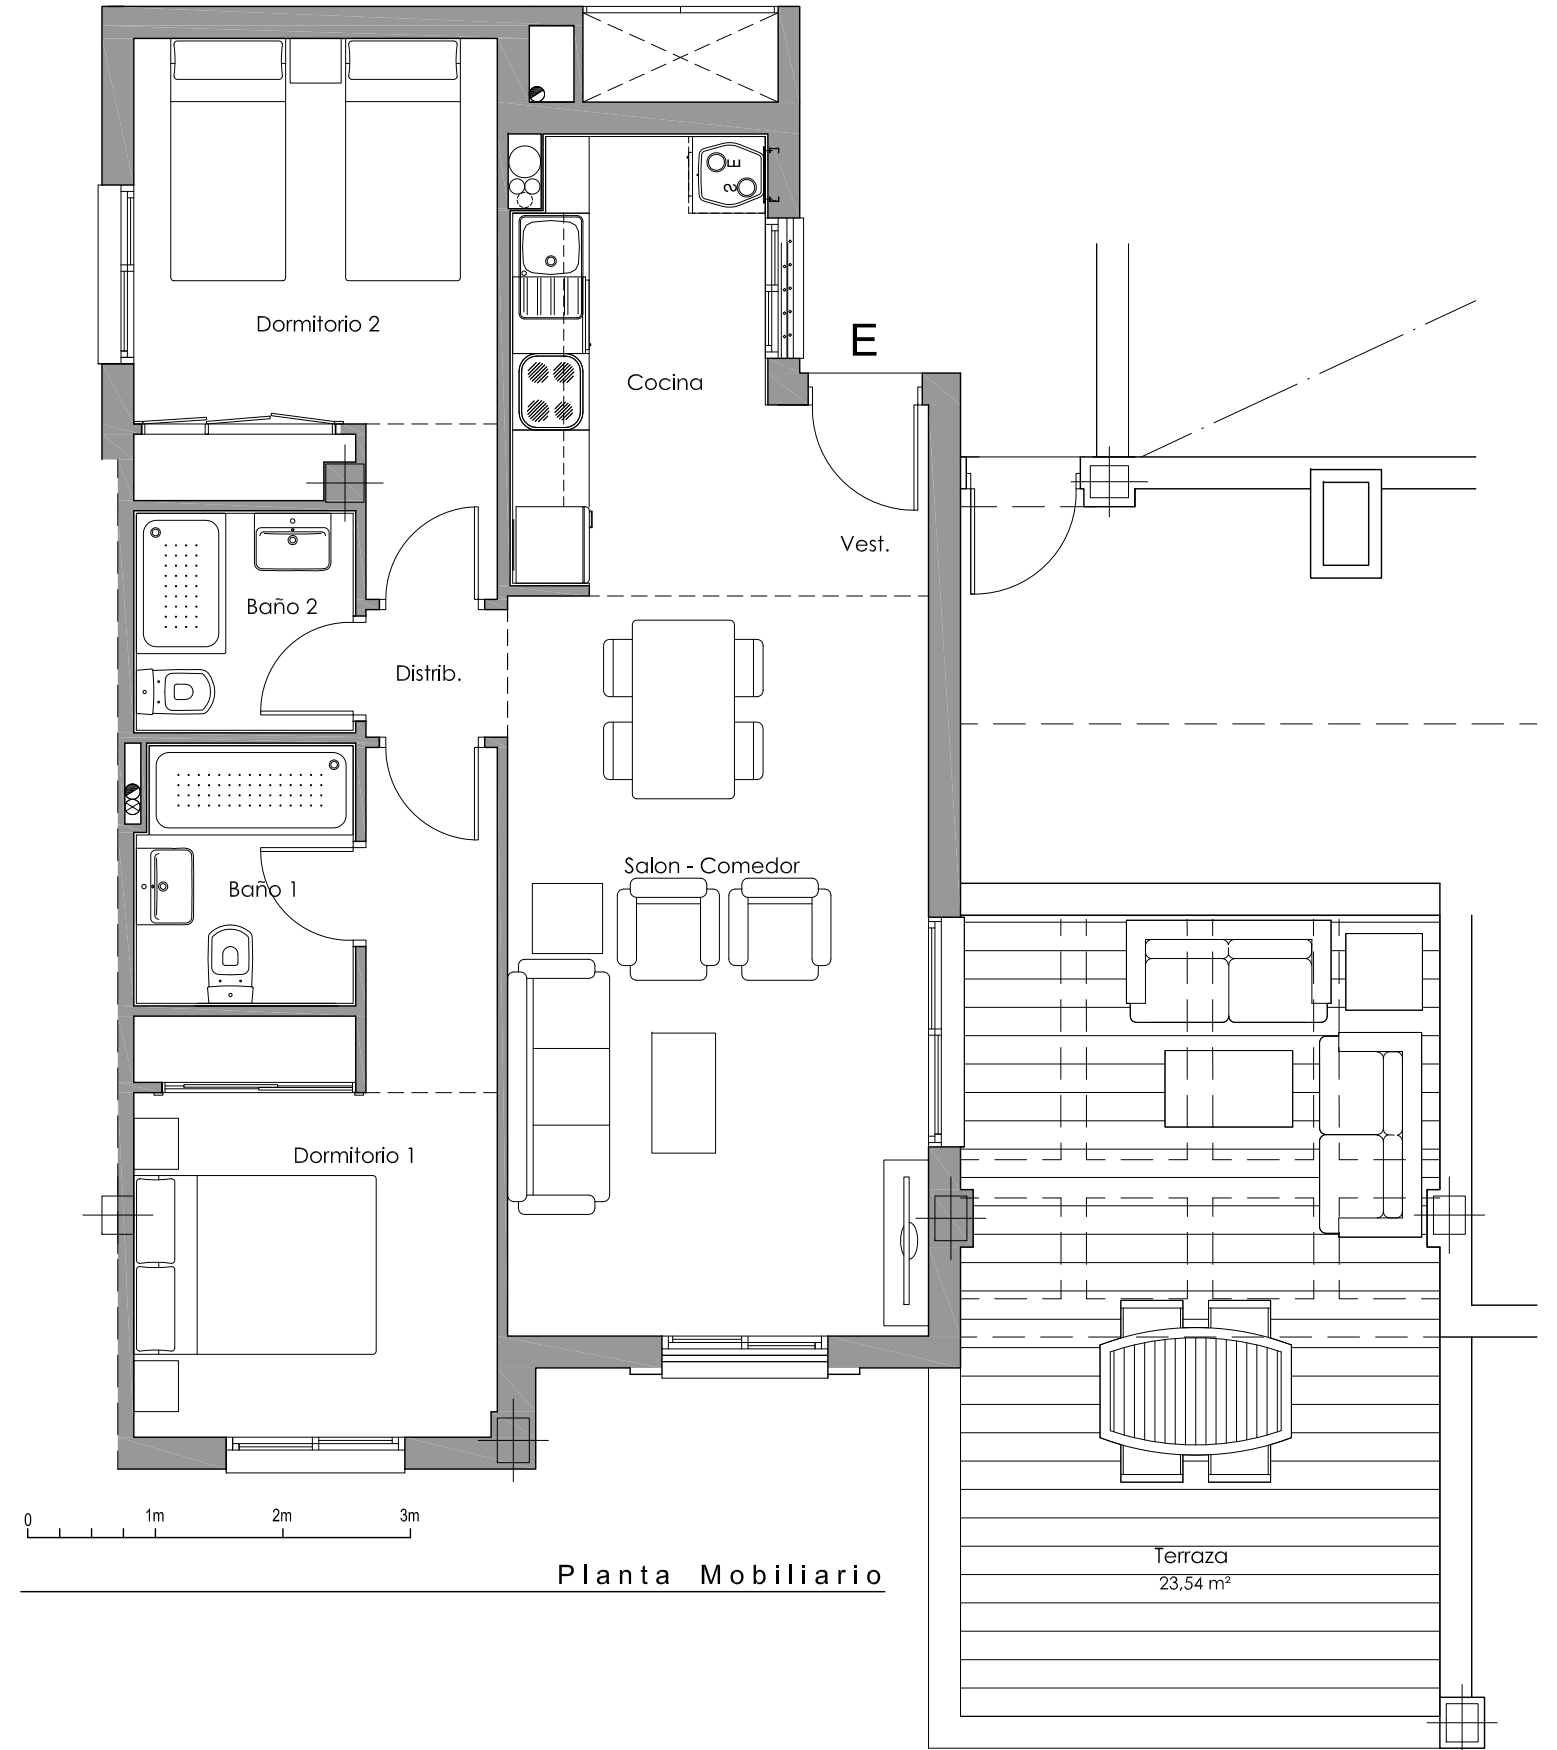 Dormitorio 2
E
Cocina
Vest.
Baño 2
Distrib.
Salon - Comedor
Baño 1
Dormitorio 1
0 1m 2m 3m
Planta Mobiliario
Terraza
23,54 m²